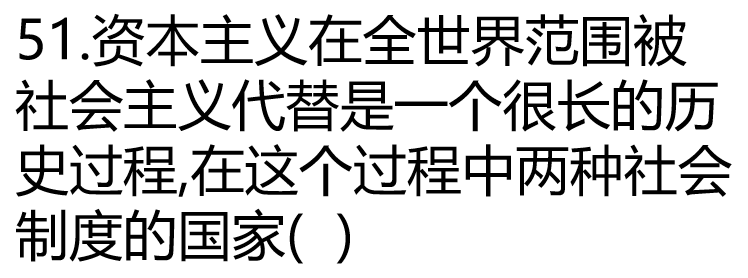 51.资本主义在全世界范围被
社会主义代替是一个很长的历
史过程,在这个过程中两种社会
制度的国家(  )